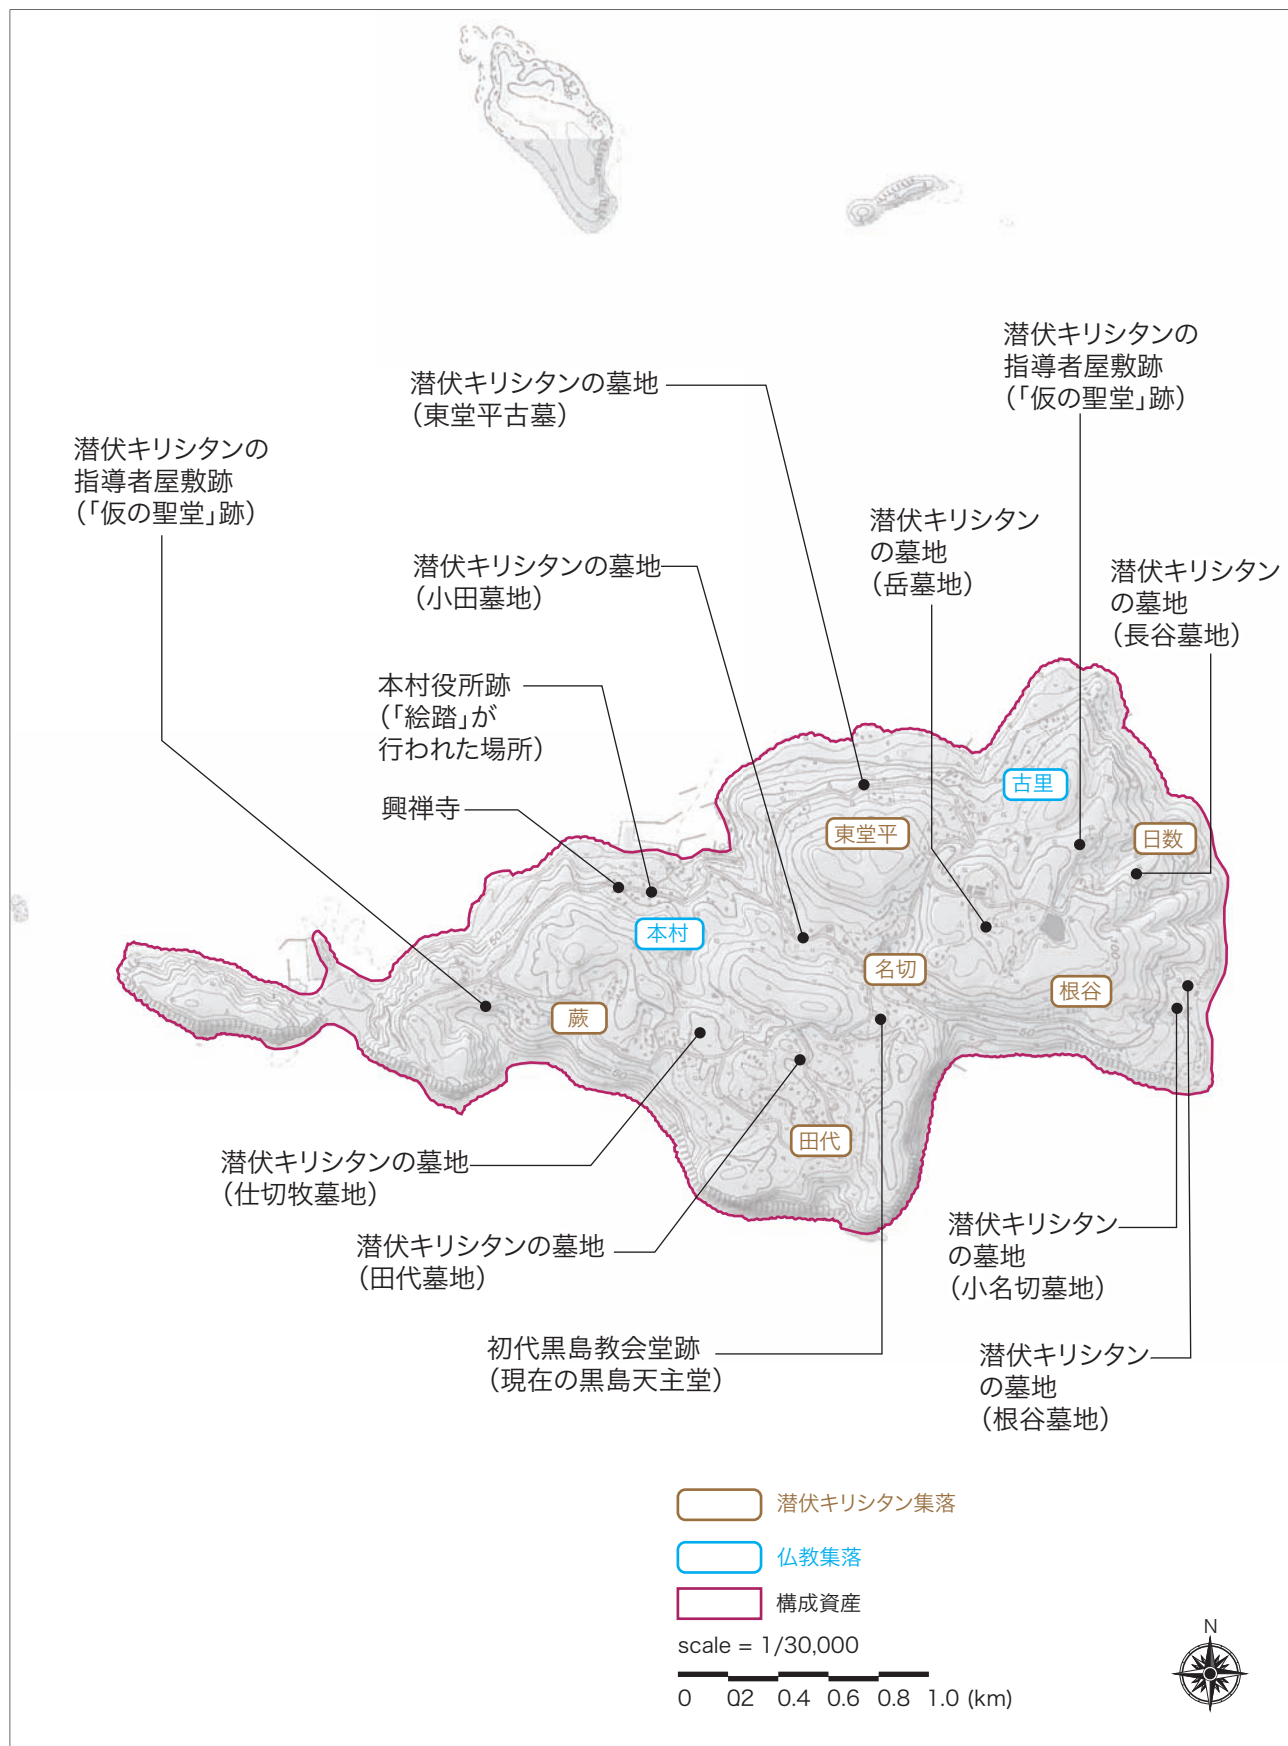 潜伏キリシタンの
指導者屋敷跡
（「仮の聖堂」跡）
潜伏キリシタンの墓地
（東堂平古墓）
潜伏キリシタンの
指導者屋敷跡
（「仮の聖堂」跡）
潜伏キリシタン
の墓地
（岳墓地）
潜伏キリシタンの墓地
（小田墓地）
潜伏キリシタン
の墓地
（長谷墓地）
本村役所跡
（「絵踏」が
行われた場所）
興禅寺
古里
東堂平
日数
本村
名切
根谷
蕨
田代
潜伏キリシタンの墓地
（仕切牧墓地）
潜伏キリシタンの墓地
（田代墓地）
潜伏キリシタン
の墓地
（小名切墓地）
初代黒島教会堂跡
（現在の黒島天主堂）
潜伏キリシタン
の墓地
（根谷墓地）
潜伏キリシタン集落
仏教集落
構成資産
scale = 1/30,000
0 02 0.4 0.6 0.8 1.0 (km)
N